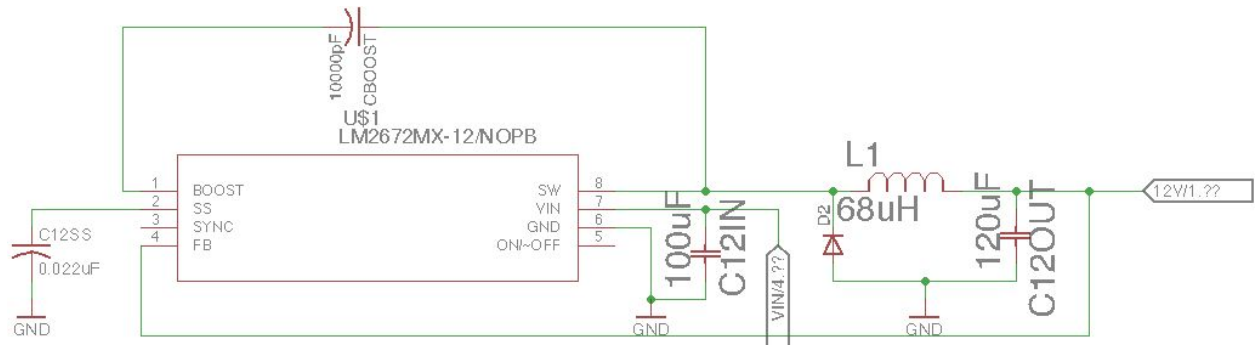 10000pF
CBOOST
U$1
LM2672MX-12/NOPB
1
BOOST
2
SS
3
SYNC
4
FB
SW
8
VIN
7
GND
6
ON/~OFF
5
C12SS
0.022uF
GND
100uF
C12IN
GND
VIN/4.??
L1
68uH
D2
120uF
C12OUT
GND
12V/1.??